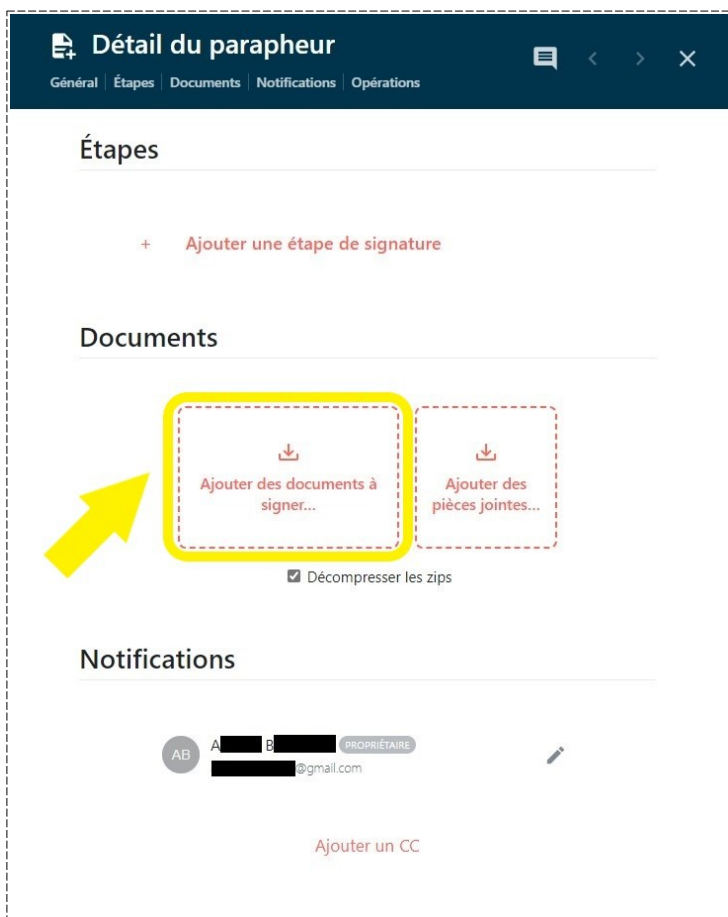 Détail du parapheur
Général | Étapes | Documents | Notifications | Opérations
Étapes
+ Ajouter une étape de signature
Documents
Ajouter des documents à
signer...
Ajouter des
pièces jointes...
Décompresser les zips
Notifications
AB
A B PROPRIÉTAIRE
@gmail.com
Ajouter un CC